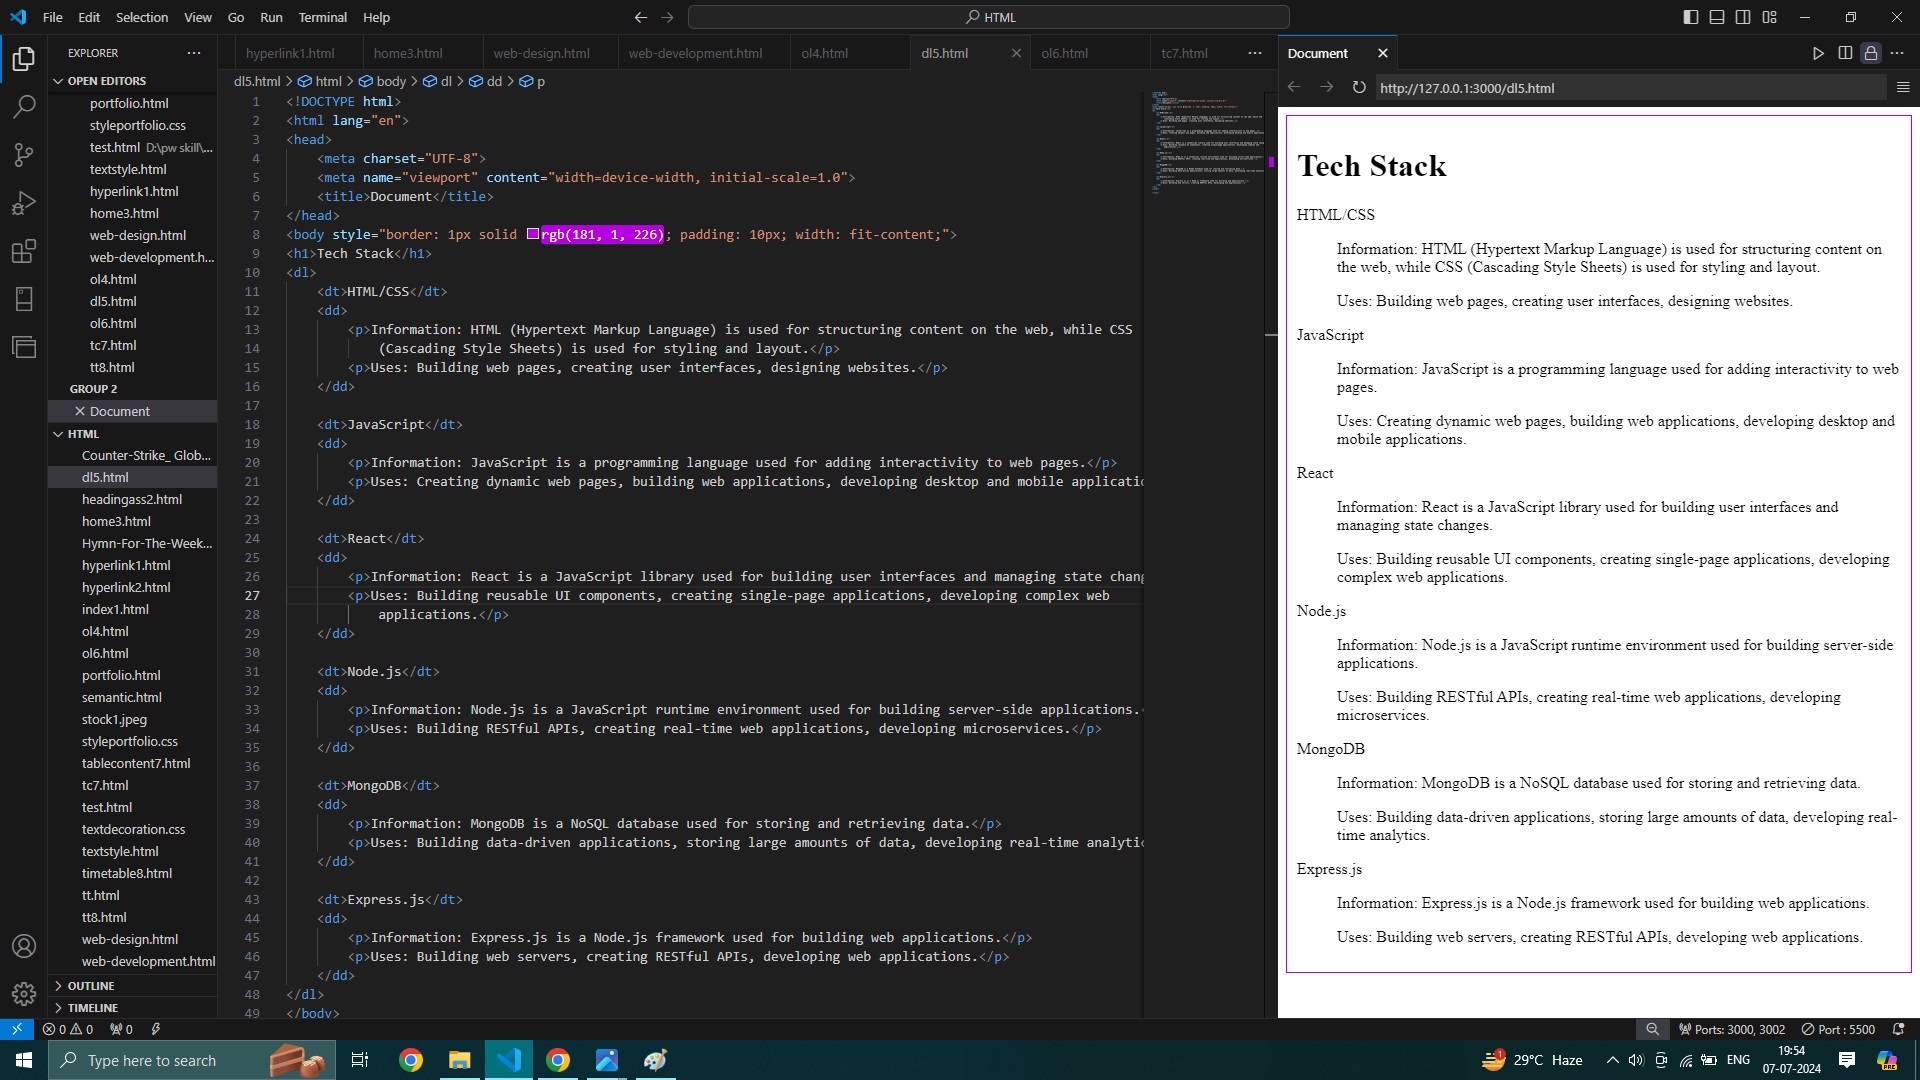 File Edit Selection View Go Run Terminal Help
HTML
EXPLORER
OPEN EDITORS
portfolio.html
styleportfolio.css
test.html D:\pw skill\...
textstyle.html
hyperlink1.html
home3.html
web-design.html
web-development.h...
ol4.html
dl5.html
ol6.html
tc7.html
tt8.html
GROUP 2
Document
HTML
Counter-Strike_ Glob...
dl5.html
headingass2.html
home3.html
Hymn-For-The-Week...
hyperlink1.html
hyperlink2.html
index1.html
ol4.html
ol6.html
portfolio.html
semantic.html
stock1.jpeg
styleportfolio.css
tablecontent7.html
tc7.html
test.html
textdecoration.css
textstyle.html
timetable8.html
tt.html
tt8.html
web-design.html
web-development.html
OUTLINE
TIMELINE
hyperlink1.html home3.html web-design.html web-development.html ol4.html dl5.html ol6.html tc7.html
dl5.html > html > body > dl > dd > p
1 <!DOCTYPE html>
2 <html lang="en">
3 <head>
4 <meta charset="UTF-8">
5 <meta name="viewport" content="width=device-width, initial-scale=1.0">
6 <title>Document</title>
7 </head>
8 <body style="border: 1px solid rgb(181, 1, 226); padding: 10px; width: fit-content;">
9 <h1>Tech Stack</h1>
10 <dl>
11 <dt>HTML/CSS</dt>
12 <dd>
13 <p>Information: HTML (Hypertext Markup Language) is used for structuring content on the web, while CSS
14 (Cascading Style Sheets) is used for styling and layout.</p>
15 <p>Uses: Building web pages, creating user interfaces, designing websites.</p>
16 </dd>
17
18 <dt>JavaScript</dt>
19 <dd>
20 <p>Information: JavaScript is a programming language used for adding interactivity to web pages.</p>
21 <p>Uses: Creating dynamic web pages, building web applications, developing desktop and mobile applicatic
22 </dd>
23
24 <dt>React</dt>
25 <dd>
26 <p>Information: React is a JavaScript library used for building user interfaces and managing state chang
27 <p>Uses: Building reusable UI components, creating single-page applications, developing complex web
28 applications.</p>
29 </dd>
30
31 <dt>Node.js</dt>
32 <dd>
33 <p>Information: Node.js is a JavaScript runtime environment used for building server-side applications.<
34 <p>Uses: Building RESTful APIs, creating real-time web applications, developing microservices.</p>
35 </dd>
36
37 <dt>MongoDB</dt>
38 <dd>
39 <p>Information: MongoDB is a NoSQL database used for storing and retrieving data.</p>
40 <p>Uses: Building data-driven applications, storing large amounts of data, developing real-time analytic
41 </dd>
42
43 <dt>Express.js</dt>
44 <dd>
45 <p>Information: Express.js is a Node.js framework used for building web applications.</p>
46 <p>Uses: Building web servers, creating RESTful APIs, developing web applications.</p>
47 </dd>
48 </dl>
49 </body>
Document
http://127.0.0.1:3000/dl5.html
Tech Stack
HTML/CSS
Information: HTML (Hypertext Markup Language) is used for structuring content on
the web, while CSS (Cascading Style Sheets) is used for styling and layout.
Uses: Building web pages, creating user interfaces, designing websites.
JavaScript
Information: JavaScript is a programming language used for adding interactivity to web
pages.
Uses: Creating dynamic web pages, building web applications, developing desktop and
mobile applications.
React
Information: React is a JavaScript library used for building user interfaces and
managing state changes.
Uses: Building reusable UI components, creating single-page applications, developing
complex web applications.
Node.js
Information: Node.js is a JavaScript runtime environment used for building server-side
applications.
Uses: Building RESTful APIs, creating real-time web applications, developing
microservices.
MongoDB
Information: MongoDB is a NoSQL database used for storing and retrieving data.
Uses: Building data-driven applications, storing large amounts of data, developing real-
time analytics.
Express.js
Information: Express.js is a Node.js framework used for building web applications.
Uses: Building web servers, creating RESTful APIs, developing web applications.
0 0 0
Ports: 3000, 3002 Port : 5500
Type here to search
1 29°C Haze ENG
19:54
07-07-2024
PRE